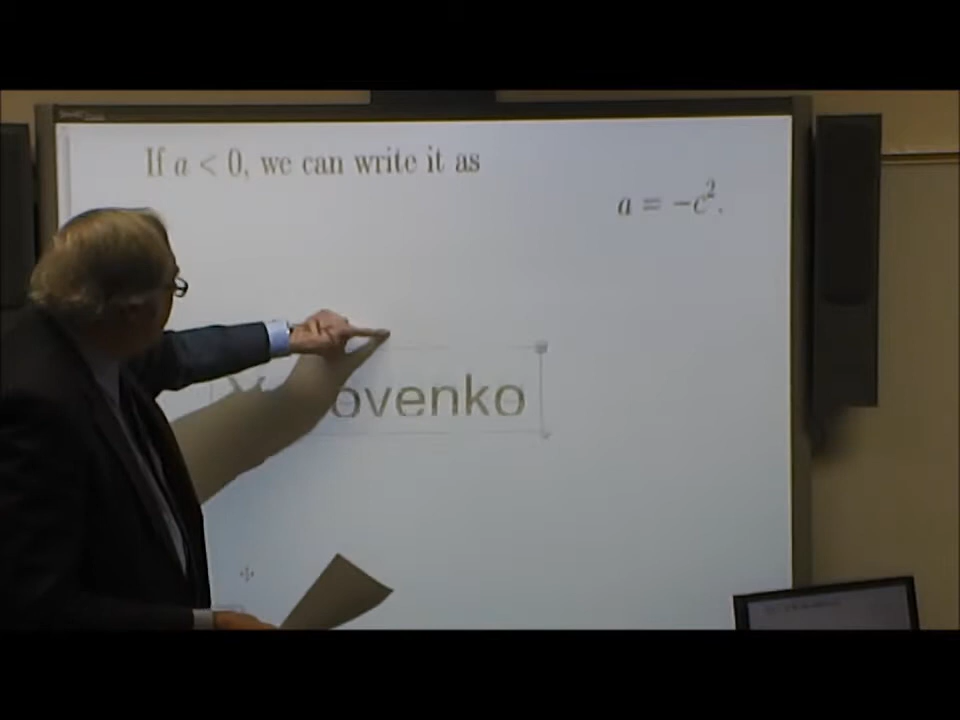 If a < 0, we can write it as
a = −c².
ovenko